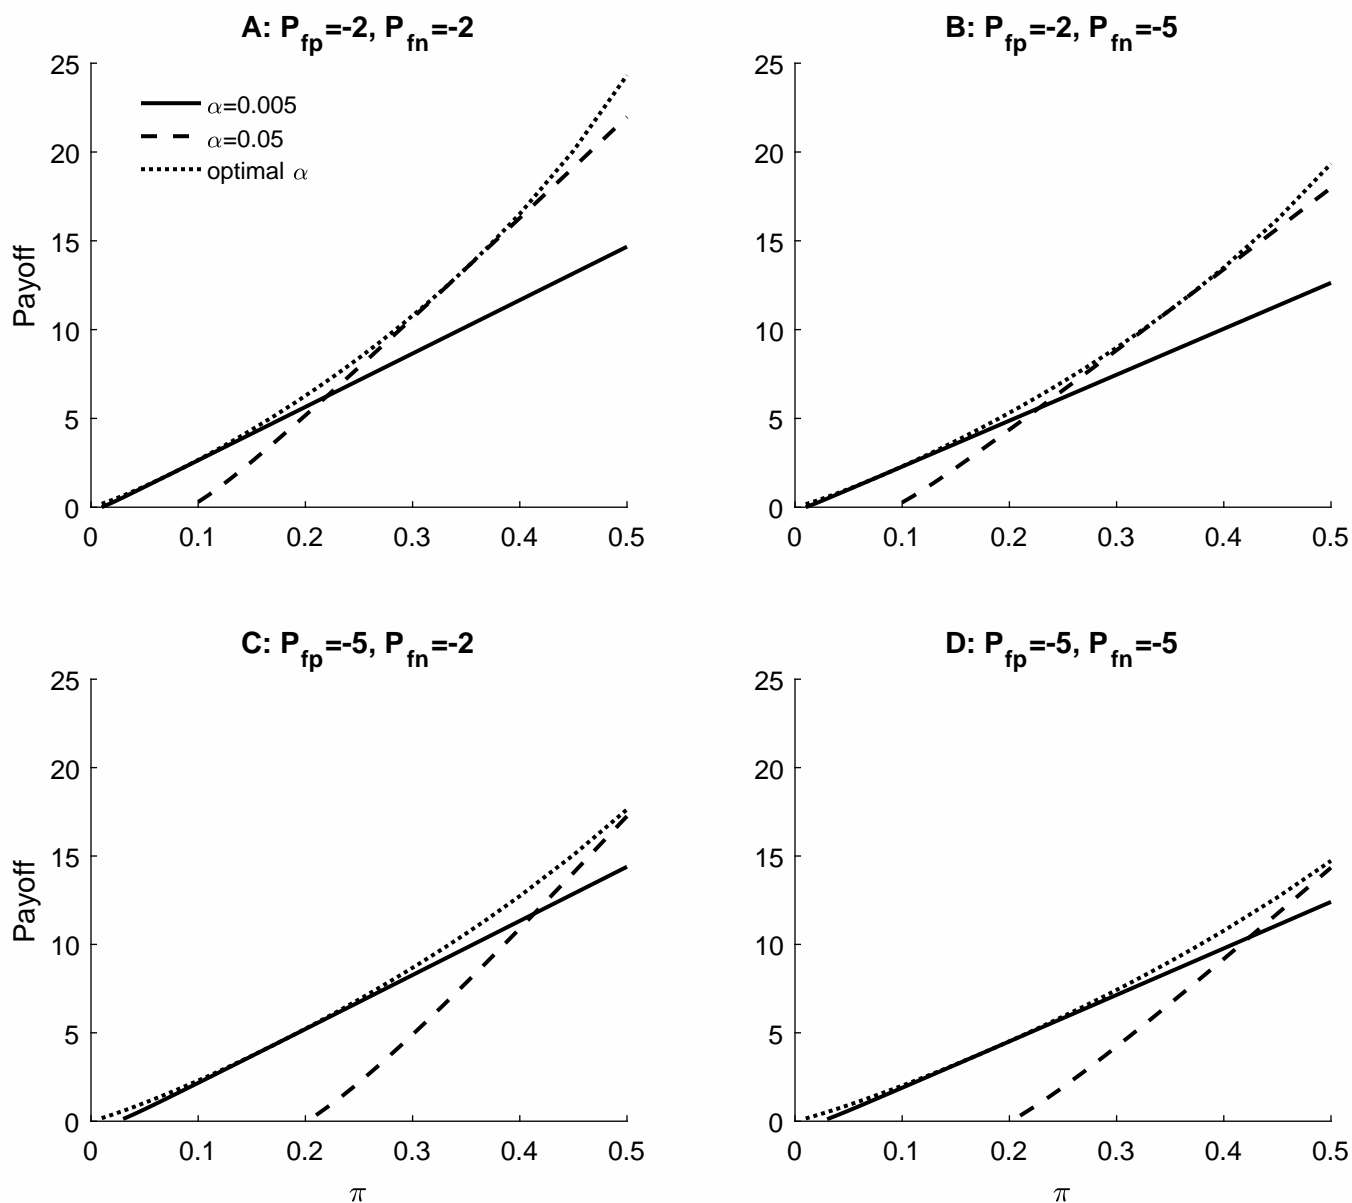 A: P_fp=-2, P_fn=-2
25
20
15
10
5
0
Payoff
α=0.005
α=0.05
optimal α
0 0.1 0.2 0.3 0.4 0.5
B: P_fp=-2, P_fn=-5
25
20
15
10
5
0
0 0.1 0.2 0.3 0.4 0.5
C: P_fp=-5, P_fn=-2
25
20
15
10
5
0
Payoff
0 0.1 0.2 0.3 0.4 0.5
π
D: P_fp=-5, P_fn=-5
25
20
15
10
5
0
0 0.1 0.2 0.3 0.4 0.5
π